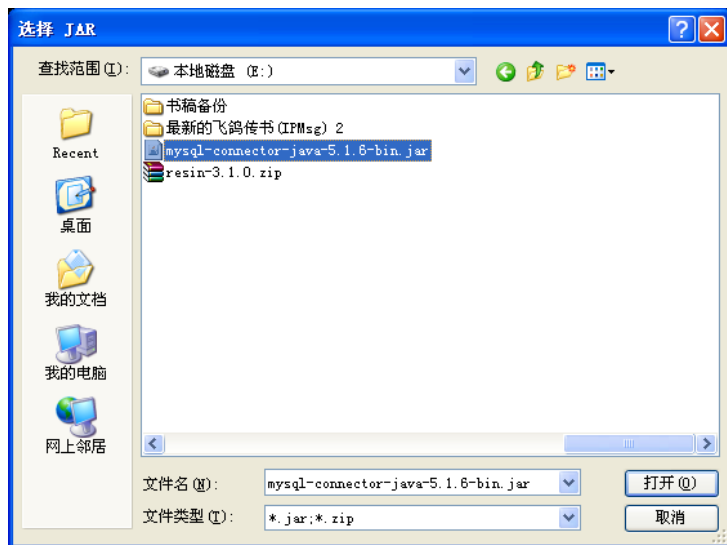 选择 JAR
查找范围(I):
本地磁盘 (E:)
Recent
桌面
我的文档
我的电脑
网上邻居
书稿备份
最新的飞鸽传书(IPMsg) 2
mysql-connector-java-5.1.6-bin.jar
resin-3.1.0.zip
文件名(N):
mysql-connector-java-5.1.6-bin.jar
打开(O)
文件类型(T):
*.jar;*.zip
取消